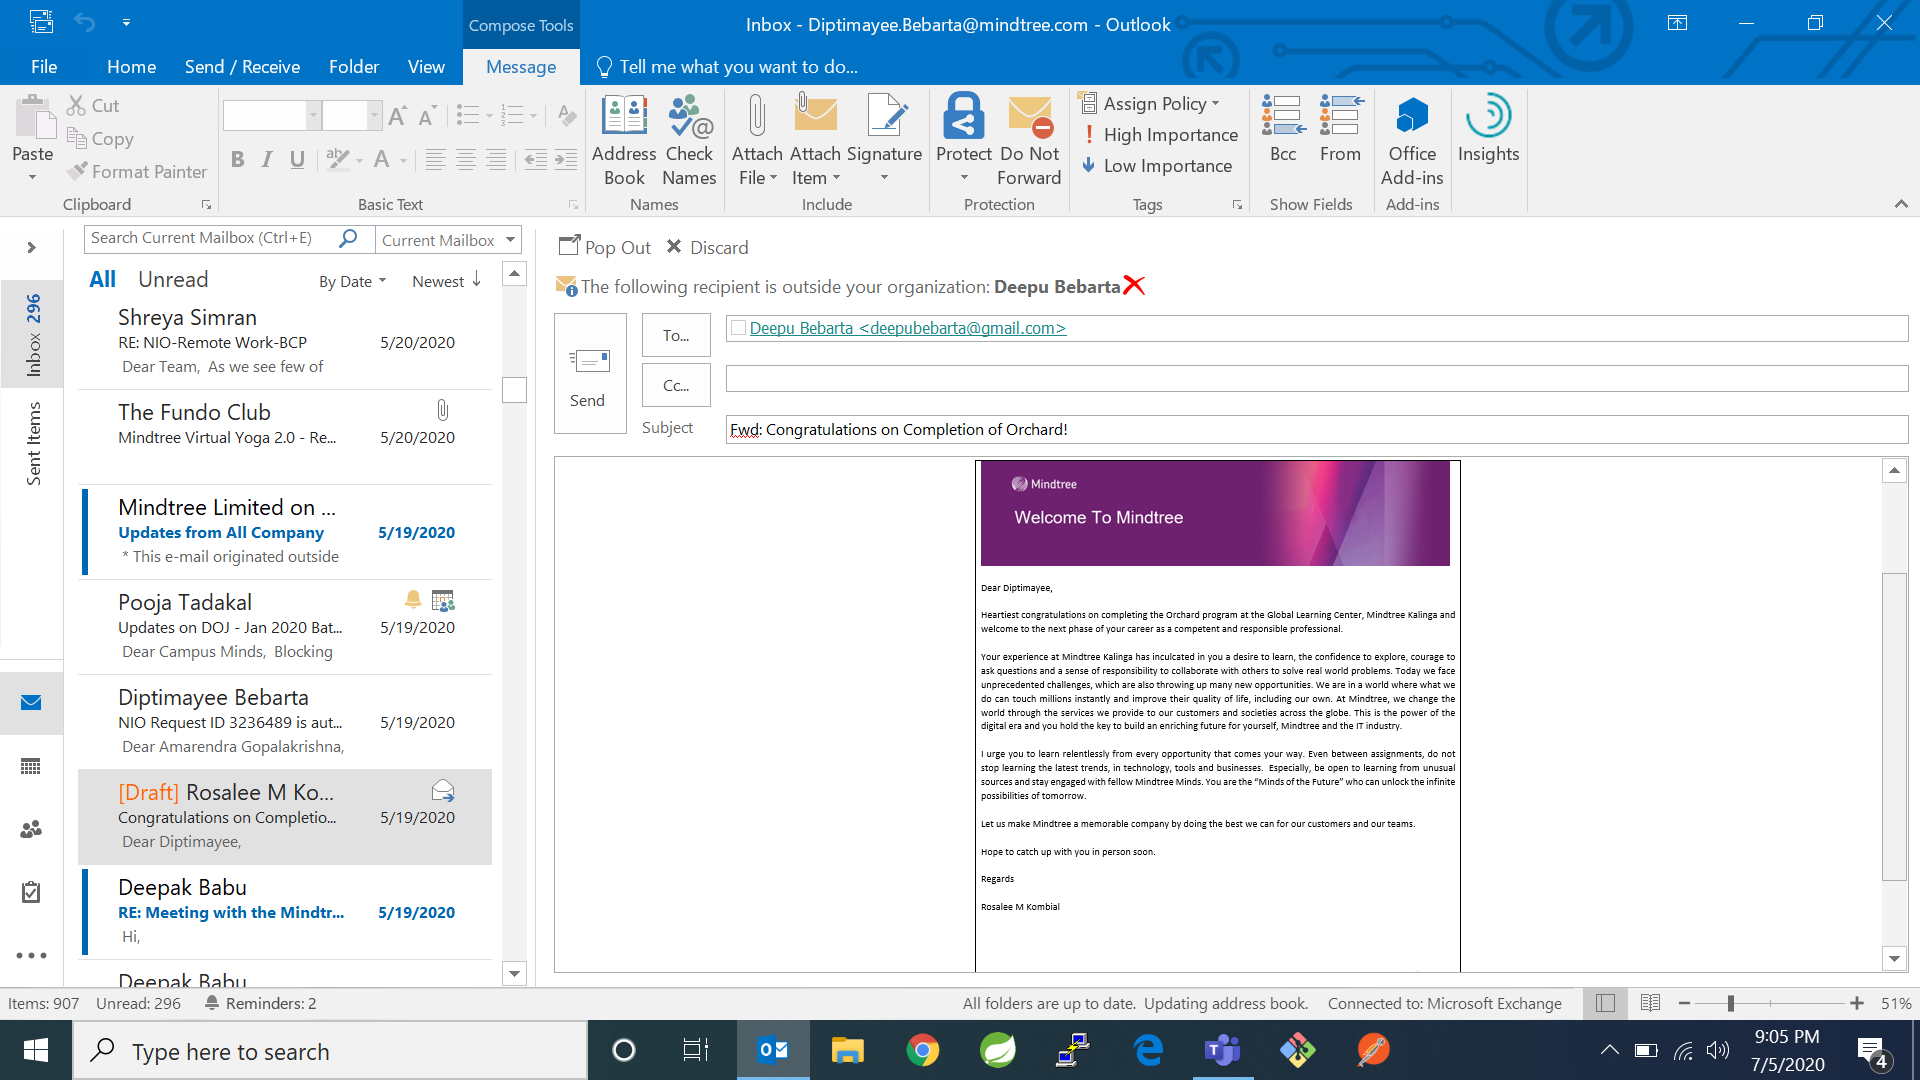 Compose Tools
Inbox - Diptimayee.Bebarta@mindtree.com - Outlook
File Home Send / Receive Folder View Message Tell me what you want to do...
Paste
Cut
Copy
Format Painter
Clipboard
B I U ab A
Basic Text
Address Book
Check Names
Names
Attach File
Attach Item
Signature
Include
Protect
Do Not Forward
Protection
Assign Policy
High Importance
Low Importance
Tags
Bcc
From
Show Fields
Office Add-ins
Add-ins
Insights
Inbox 296
Sent Items
Search Current Mailbox (Ctrl+E) Current Mailbox
All Unread By Date Newest
Shreya Simran
RE: NIO-Remote Work-BCP 5/20/2020
Dear Team, As we see few of
The Fundo Club
Mindtree Virtual Yoga 2.0 - Re... 5/20/2020
Mindtree Limited on ...
Updates from All Company 5/19/2020
* This e-mail originated outside
Pooja Tadakal
Updates on DOJ - Jan 2020 Bat... 5/19/2020
Dear Campus Minds, Blocking
Diptimayee Bebarta
NIO Request ID 3236489 is aut... 5/19/2020
Dear Amarendra Gopalakrishna,
[Draft] Rosalee M Ko...
Congratulations on Completio... 5/19/2020
Dear Diptimayee,
Deepak Babu
RE: Meeting with the Mindtr... 5/19/2020
Hi,
Deepak Babu
Pop Out Discard
The following recipient is outside your organization: Deepu Bebarta
Send
To... Deepu Bebarta <deepubebarta@gmail.com>
Cc...
Subject Fwd: Congratulations on Completion of Orchard!
Mindtree
Welcome To Mindtree
Dear Diptimayee,
Heartiest congratulations on completing the Orchard program at the Global Learning Center, Mindtree Kalinga and
welcome to the next phase of your career as a competent and responsible professional.
Your experience at Mindtree Kalinga has inculcated in you a desire to learn, the confidence to explore, courage to
ask questions and a sense of responsibility to collaborate with others to solve real world problems. Today we face
unprecedented challenges, which are also throwing up many new opportunities. We are in a world where what we
do can touch millions instantly and improve their quality of life, including our own. At Mindtree, we change the
world through the services we provide to our customers and societies across the globe. This is the power of the
digital era and you hold the key to build an enriching future for yourself, Mindtree and the IT industry.
I urge you to learn relentlessly from every opportunity that comes your way. Even between assignments, do not
stop learning the latest trends, in technology, tools and businesses. Especially, be open to learning from unusual
sources and stay engaged with fellow Mindtree Minds. You are the “Minds of the Future” who can unlock the infinite
possibilities of tomorrow.
Let us make Mindtree a memorable company by doing the best we can for our customers and our teams.
Hope to catch up with you in person soon.
Regards
Rosalee M Kombial
Items: 907 Unread: 296 Reminders: 2 All folders are up to date. Updating address book. Connected to: Microsoft Exchange 51%
Type here to search
9:05 PM
7/5/2020
4